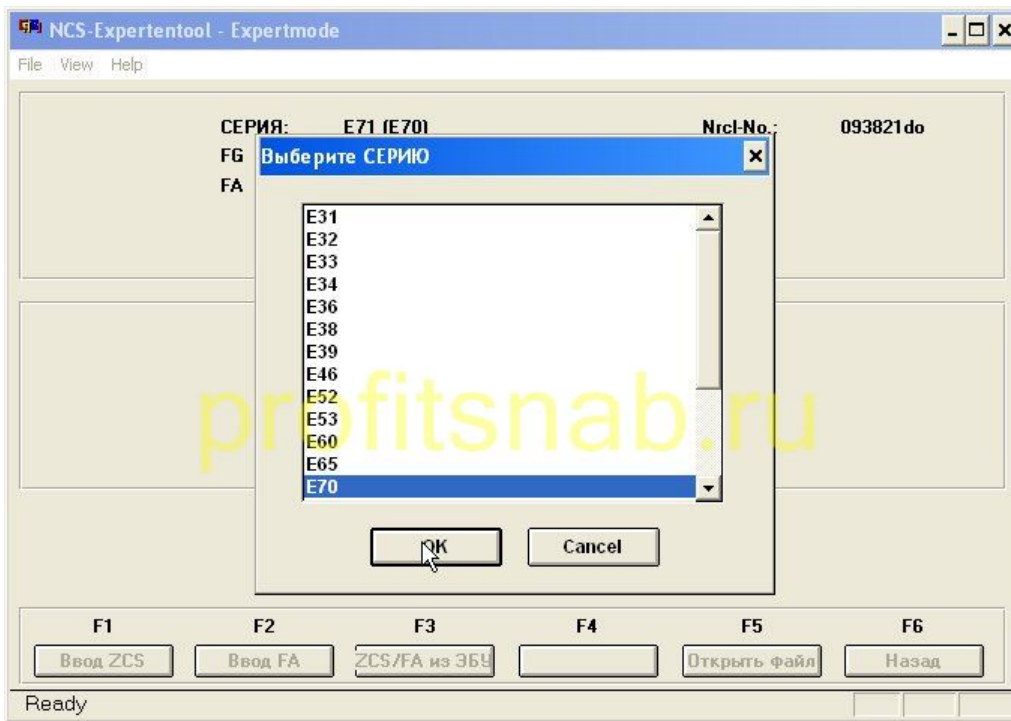 NCS-Expertentool - Expertmode
File View Help
СЕРИЯ: E71 (E70) Nrcl-No.: 093821do
FG
FA
Выберите СЕРИЮ
E31
E32
E33
E34
E36
E38
E39
E46
E52
E53
E60
E65
E70
profitsnab.ru
OK Cancel
F1 F2 F3 F4 F5 F6
Ввод ZCS Ввод FA ZCS/FA из ЭБУ Открыть файл Назад
Ready